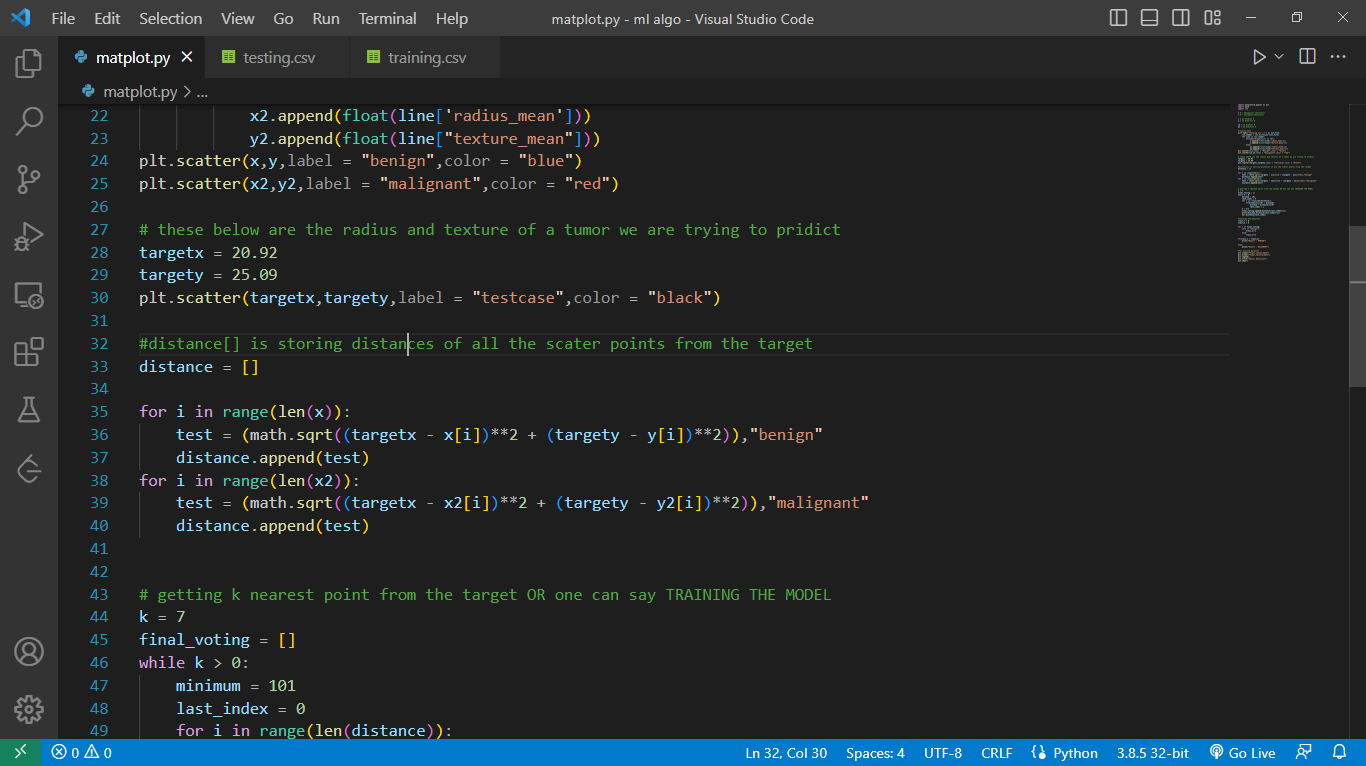 File Edit Selection View Go Run Terminal Help matplot.py - ml algo - Visual Studio Code
matplot.py testing.csv training.csv
matplot.py > ...
22 x2.append(float(line['radius_mean']))
23 y2.append(float(line["texture_mean"]))
24 plt.scatter(x,y,label = "benign",color = "blue")
25 plt.scatter(x2,y2,label = "malignant",color = "red")
26
27 # these below are the radius and texture of a tumor we are trying to pridict
28 targetx = 20.92
29 targety = 25.09
30 plt.scatter(targetx,targety,label = "testcase",color = "black")
31
32 #distance[] is storing distances of all the scater points from the target
33 distance = []
34
35 for i in range(len(x)):
36 test = (math.sqrt((targetx - x[i])**2 + (targety - y[i])**2)),"benign"
37 distance.append(test)
38 for i in range(len(x2)):
39 test = (math.sqrt((targetx - x2[i])**2 + (targety - y2[i])**2)),"malignant"
40 distance.append(test)
41
42
43 # getting k nearest point from the target OR one can say TRAINING THE MODEL
44 k = 7
45 final_voting = []
46 while k > 0:
47 minimum = 101
48 last_index = 0
49 for i in range(len(distance)):
0 0 Ln 32, Col 30 Spaces: 4 UTF-8 CRLF Python 3.8.5 32-bit Go Live